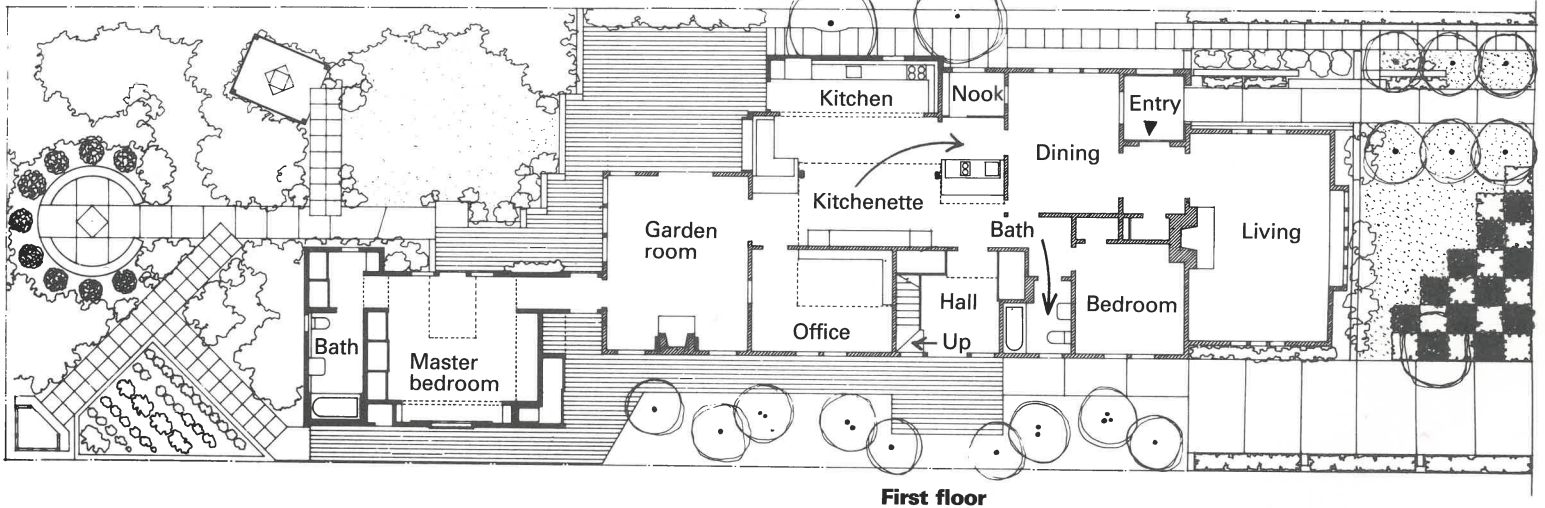 Kitchen
Nook
Entry
Dining
Kitchenette
Garden
room
Bath
Living
Hall
Bedroom
Office
Up
Bath
Master
bedroom
First floor